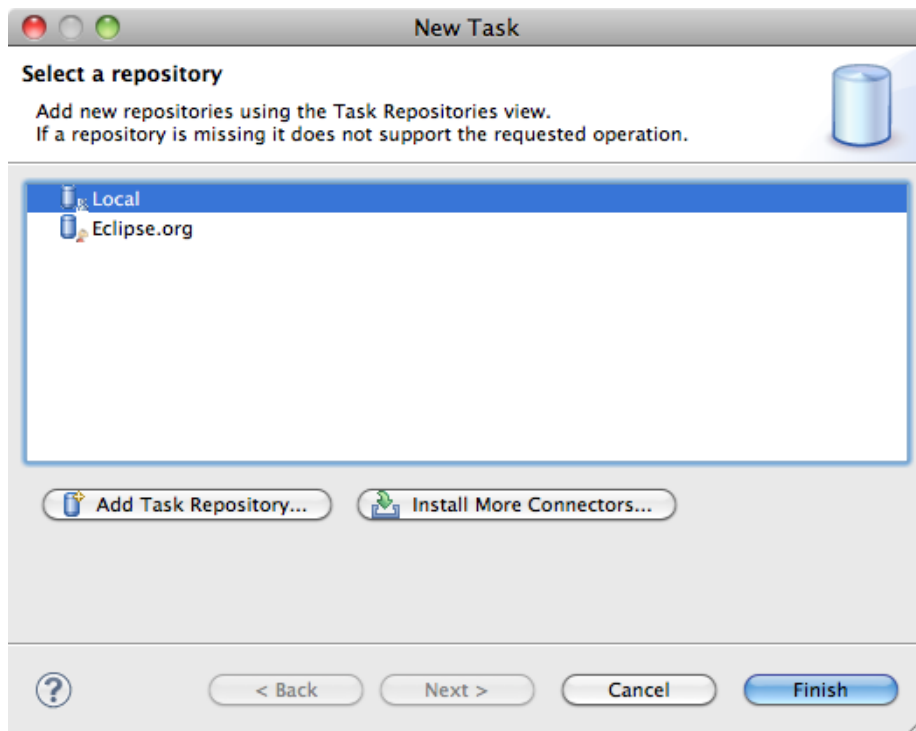 New Task
Select a repository
Add new repositories using the Task Repositories view.
If a repository is missing it does not support the requested operation.
Local
Eclipse.org
Add Task Repository... Install More Connectors...
? < Back Next > Cancel Finish